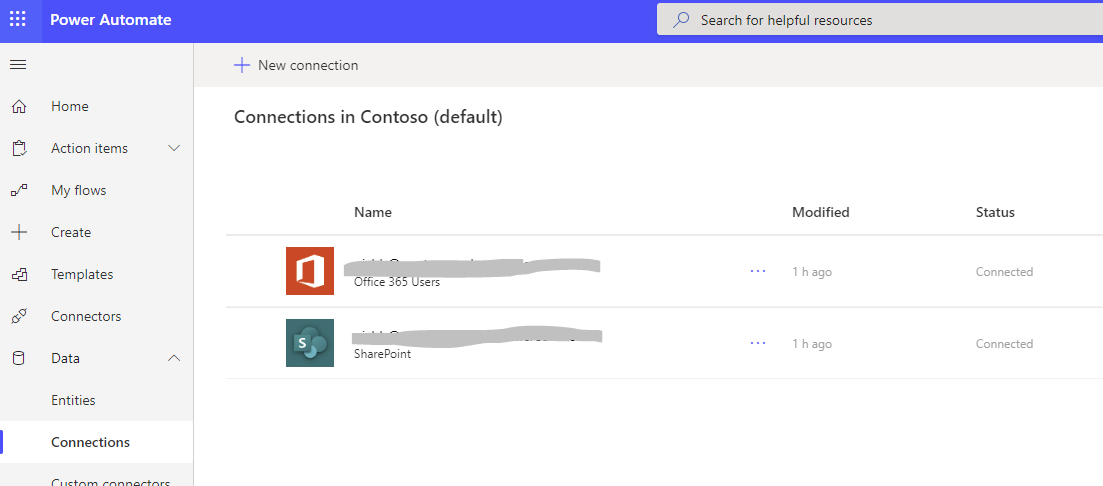 Power Automate
Search for helpful resources
New connection
Home
Action items
My flows
Create
Templates
Connectors
Data
Entities
Connections
Custom connectors
Connections in Contoso (default)
Name Modified Status
Office 365 Users
1 h ago Connected
S
SharePoint
1 h ago Connected